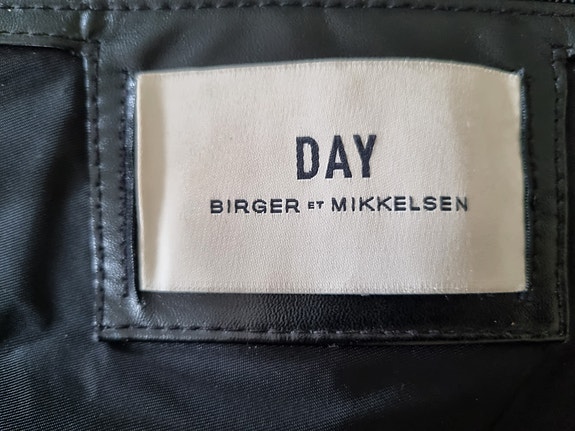 DAY
BIRGER ET MIKKELSEN